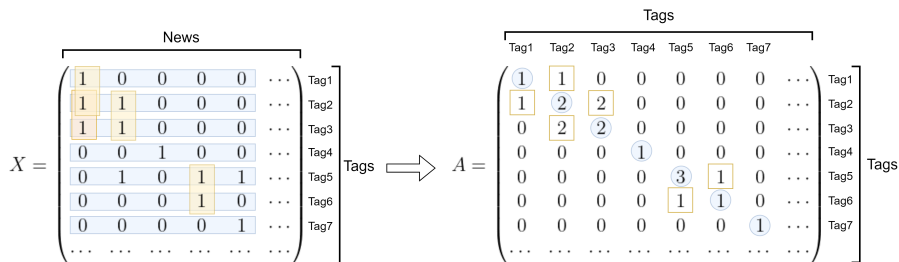 News
Tags
Tag1 Tag2 Tag3 Tag4 Tag5 Tag6 Tag7
1 0 0 0 0 ··· Tag1
1 1 0 0 0 ··· Tag2
1 1 0 0 0 ··· Tag3
0 0 1 0 0 ··· Tag4
0 1 0 1 1 ··· Tag5
0 0 0 1 0 ··· Tag6
0 0 0 0 1 ··· Tag7
··· ··· ··· ··· ··· ···
X =
Tags
A =
1 1 0 0 0 0 0 ··· Tag1
1 2 2 0 0 0 0 ··· Tag2
0 2 2 0 0 0 0 ··· Tag3
0 0 0 1 0 0 0 ··· Tag4
0 0 0 0 3 1 0 ··· Tag5
0 0 0 0 1 1 0 ··· Tag6
0 0 0 0 0 0 1 ··· Tag7
··· ··· ··· ··· ··· ··· ··· ···
Tags